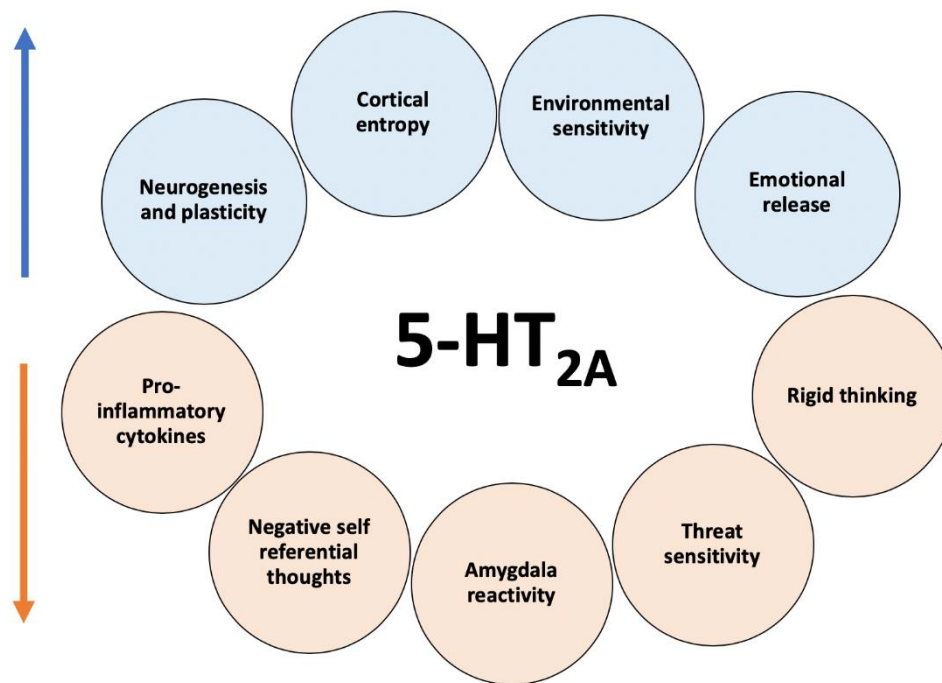 Cortical
entropy
Environmental
sensitivity
Neurogenesis
and plasticity
Emotional
release
5-HT2A
Pro-
inflammatory
cytokines
Rigid thinking
Negative self
referential
thoughts
Amygdala
reactivity
Threat
sensitivity